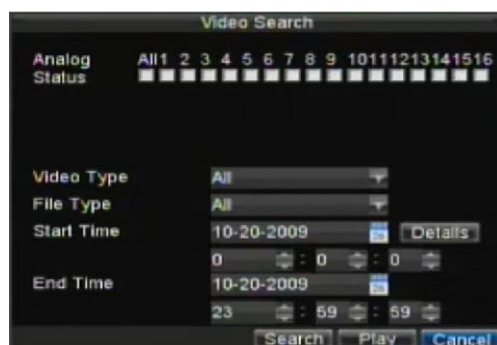 Video Search
Analog All 1 2 3 4 5 6 7 8 9 10 11 12 13 14 15 16
Status
Video Type All
File Type All
Start Time 10-20-2009 Details
0 : 0 : 0
End Time 10-20-2009
23 : 59 : 59
Search Play Cancel